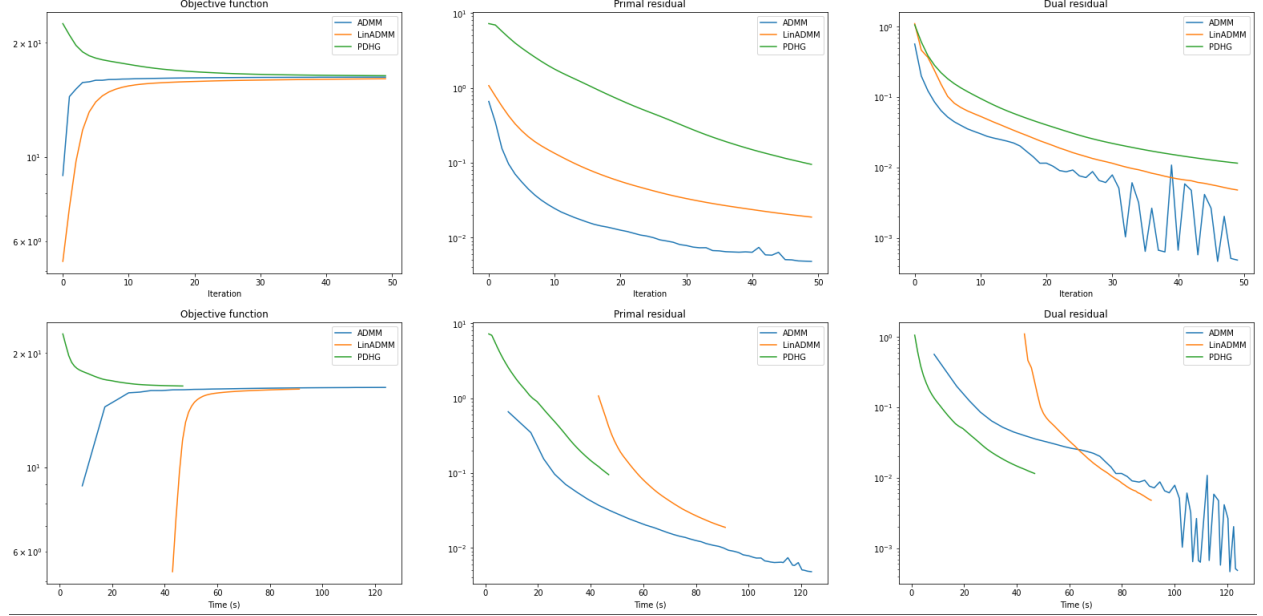 Objective function
2 × 10¹
10¹
6 × 10⁰
0
10
20
30
40
50
Iteration
ADMM
LinADMM
PDHG
Primal residual
10¹
10⁰
10⁻¹
10⁻²
0
10
20
30
40
50
Iteration
ADMM
LinADMM
PDHG
Dual residual
10⁰
10⁻¹
10⁻²
10⁻³
0
10
20
30
40
50
Iteration
ADMM
LinADMM
PDHG
Objective function
2 × 10¹
10¹
6 × 10⁰
0
20
40
60
80
100
120
Time (s)
ADMM
LinADMM
PDHG
Primal residual
10¹
10⁰
10⁻¹
10⁻²
0
20
40
60
80
100
120
Time (s)
ADMM
LinADMM
PDHG
Dual residual
10⁰
10⁻¹
10⁻²
10⁻³
0
20
40
60
80
100
120
Time (s)
ADMM
LinADMM
PDHG